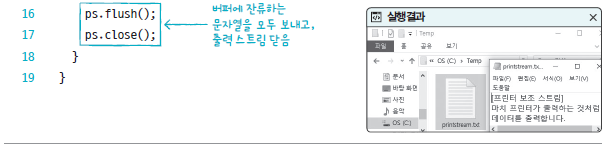 16 ps.flush();
17 ps.close();
18 }
19 }
버퍼에 잔류하는
문자열을 모두 보내고,
출력 스트림 닫음
실행결과
Temp
파일 홈 공유 보기
OS (C:) Temp
문서
바탕 화면
사진
음악
OS (C:)
printstream.txt
printstream.tx...
파일(F) 편집(E) 서식(O) 보기(V)
도움말
[프린터 보조 스트림]
마치 프린터가 출력하는 것처럼
데이터를 출력합니다.